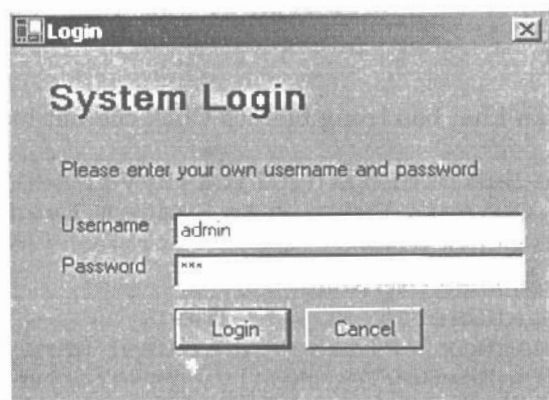 Login
System Login
Please enter your own username and password
Username admin
Password ***
Login Cancel